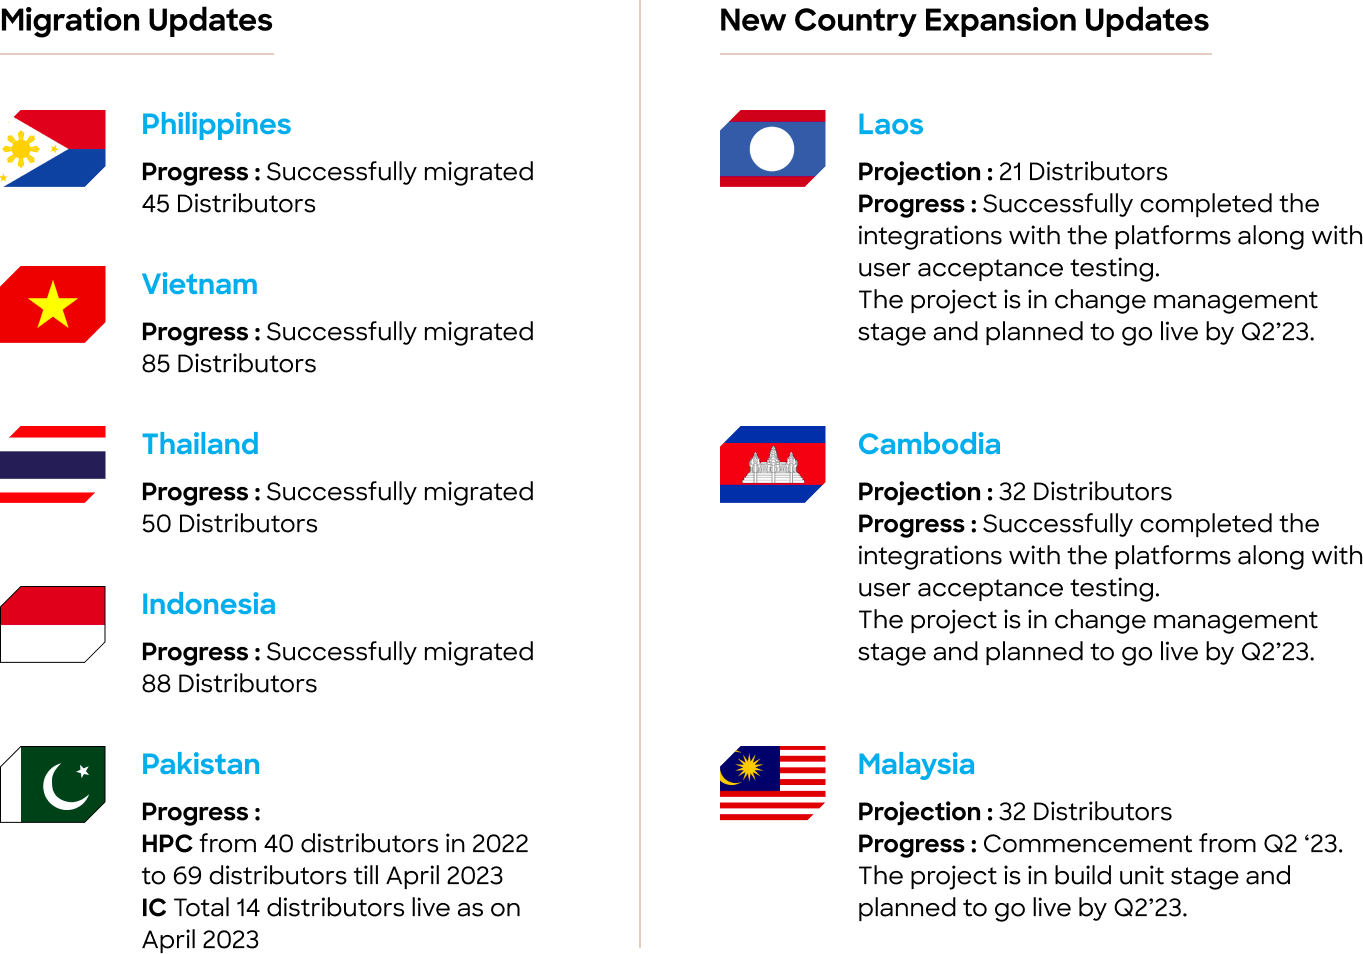 Migration Updates
Philippines
Progress : Successfully migrated
45 Distributors
Vietnam
Progress : Successfully migrated
85 Distributors
Thailand
Progress : Successfully migrated
50 Distributors
Indonesia
Progress : Successfully migrated
88 Distributors
Pakistan
Progress :
HPC from 40 distributors in 2022
to 69 distributors till April 2023
IC Total 14 distributors live as on
April 2023
New Country Expansion Updates
Laos
Projection : 21 Distributors
Progress : Successfully completed the
integrations with the platforms along with
user acceptance testing.
The project is in change management
stage and planned to go live by Q2’23.
Cambodia
Projection : 32 Distributors
Progress : Successfully completed the
integrations with the platforms along with
user acceptance testing.
The project is in change management
stage and planned to go live by Q2’23.
Malaysia
Projection : 32 Distributors
Progress : Commencement from Q2 ‘23.
The project is in build unit stage and
planned to go live by Q2’23.